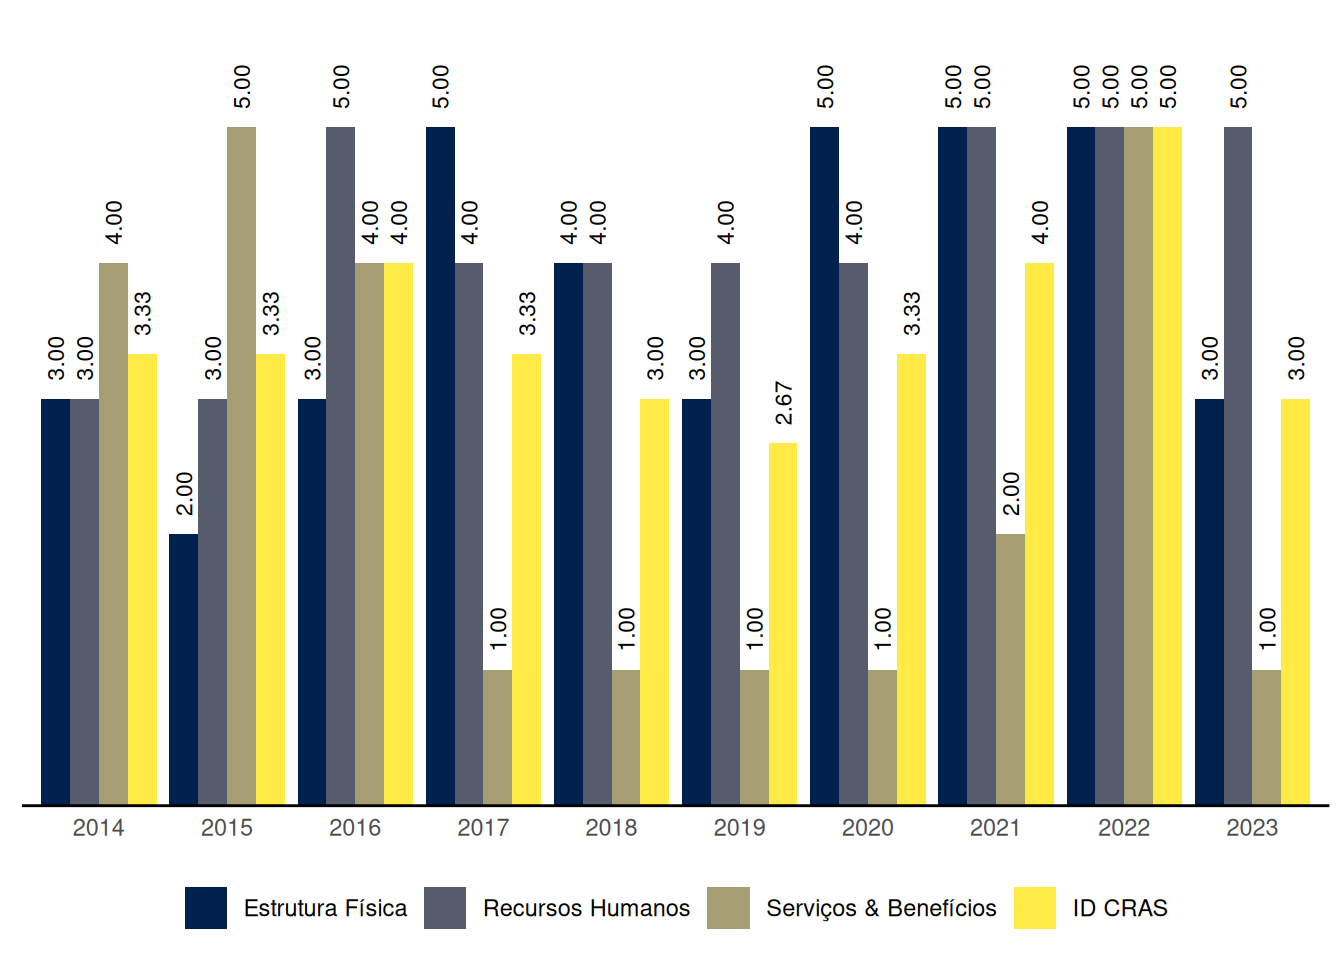 3.00 3.00 4.00 3.33 2.00 3.00 5.00 3.33 3.00 5.00 4.00 4.00 5.00 4.00 1.00 3.33 4.00 4.00 1.00 3.00 3.00 4.00 1.00 2.67 5.00 4.00 1.00 3.33 5.00 5.00 2.00 4.00 5.00 5.00 5.00 5.00 3.00 5.00 1.00 3.00
2014 2015 2016 2017 2018 2019 2020 2021 2022 2023
Estrutura Física Recursos Humanos Serviços & Benefícios ID CRAS